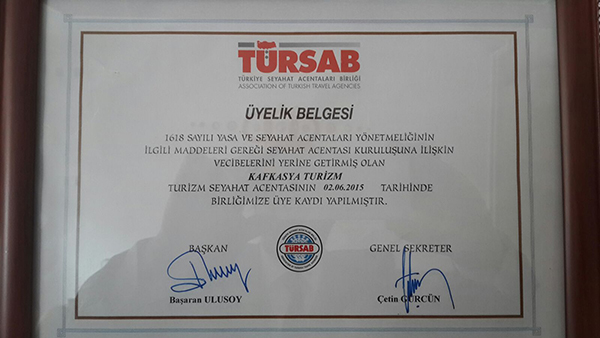 TÜRSAB
TÜRKİYE SEYAHAT ACENTALARI BİRLİĞİ
ASSOCIATION OF TURKISH TRAVEL AGENCIES
ÜYELİK BELGESİ
1618 SAYILI YASA VE SEYAHAT ACENTALARI YÖNETMELİĞİNİN
İLGİLİ MADDELERİ GEREĞİ SEYAHAT ACENTASI KURULUŞUNA İLİŞKİN
VECİBELERİNİ YERİNE GETİRMİŞ OLAN
KAFKASYA TURİZM
TURİZM SEYAHAT ACENTASININ 02.06.2015 TARİHİNDE
BİRLİĞİMİZE ÜYE KAYDI YAPILMIŞTIR.
BAŞKAN
GENEL SEKRETER
TÜRSAB
Başaran ULUSOY
Çetin GÜRCÜN